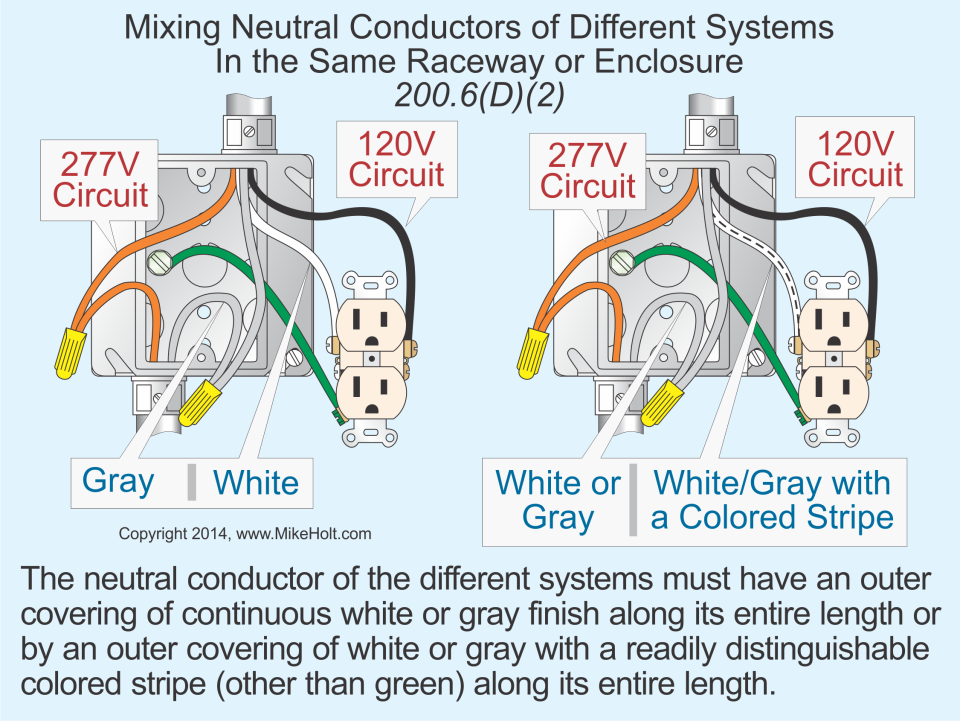 Mixing Neutral Conductors of Different Systems
In the Same Raceway or Enclosure
200.6(D)(2)
277V
Circuit
120V
Circuit
277V
Circuit
120V
Circuit
Gray
White
White or
Gray
White/Gray with
a Colored Stripe
Copyright 2014, www.MikeHolt.com
The neutral conductor of the different systems must have an outer
covering of continuous white or gray finish along its entire length or
by an outer covering of white or gray with a readily distinguishable
colored stripe (other than green) along its entire length.